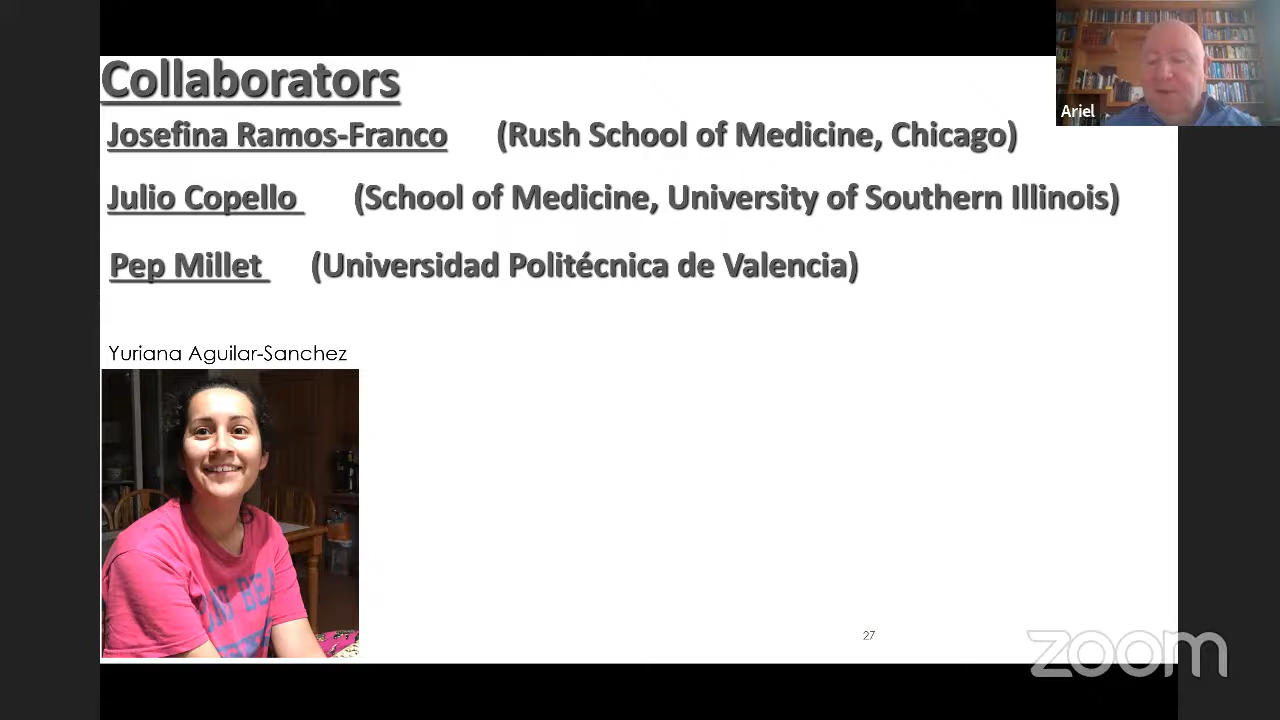 Collaborators
Ariel
Josefina Ramos-Franco (Rush School of Medicine, Chicago)
Julio Copello (School of Medicine, University of Southern Illinois)
Pep Millet (Universidad Politécnica de Valencia)
Yuriana Aguilar-Sanchez
27
zoom